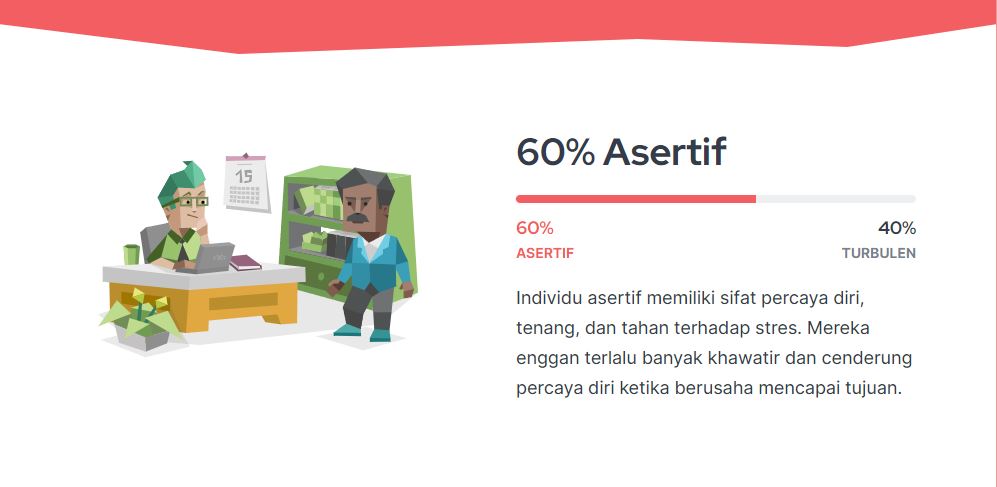 15
60% Asertif
60% 40%
ASERTIF TURBULEN
Individu asertif memiliki sifat percaya diri,
tenang, dan tahan terhadap stres. Mereka
enggan terlalu banyak khawatir dan cenderung
percaya diri ketika berusaha mencapai tujuan.